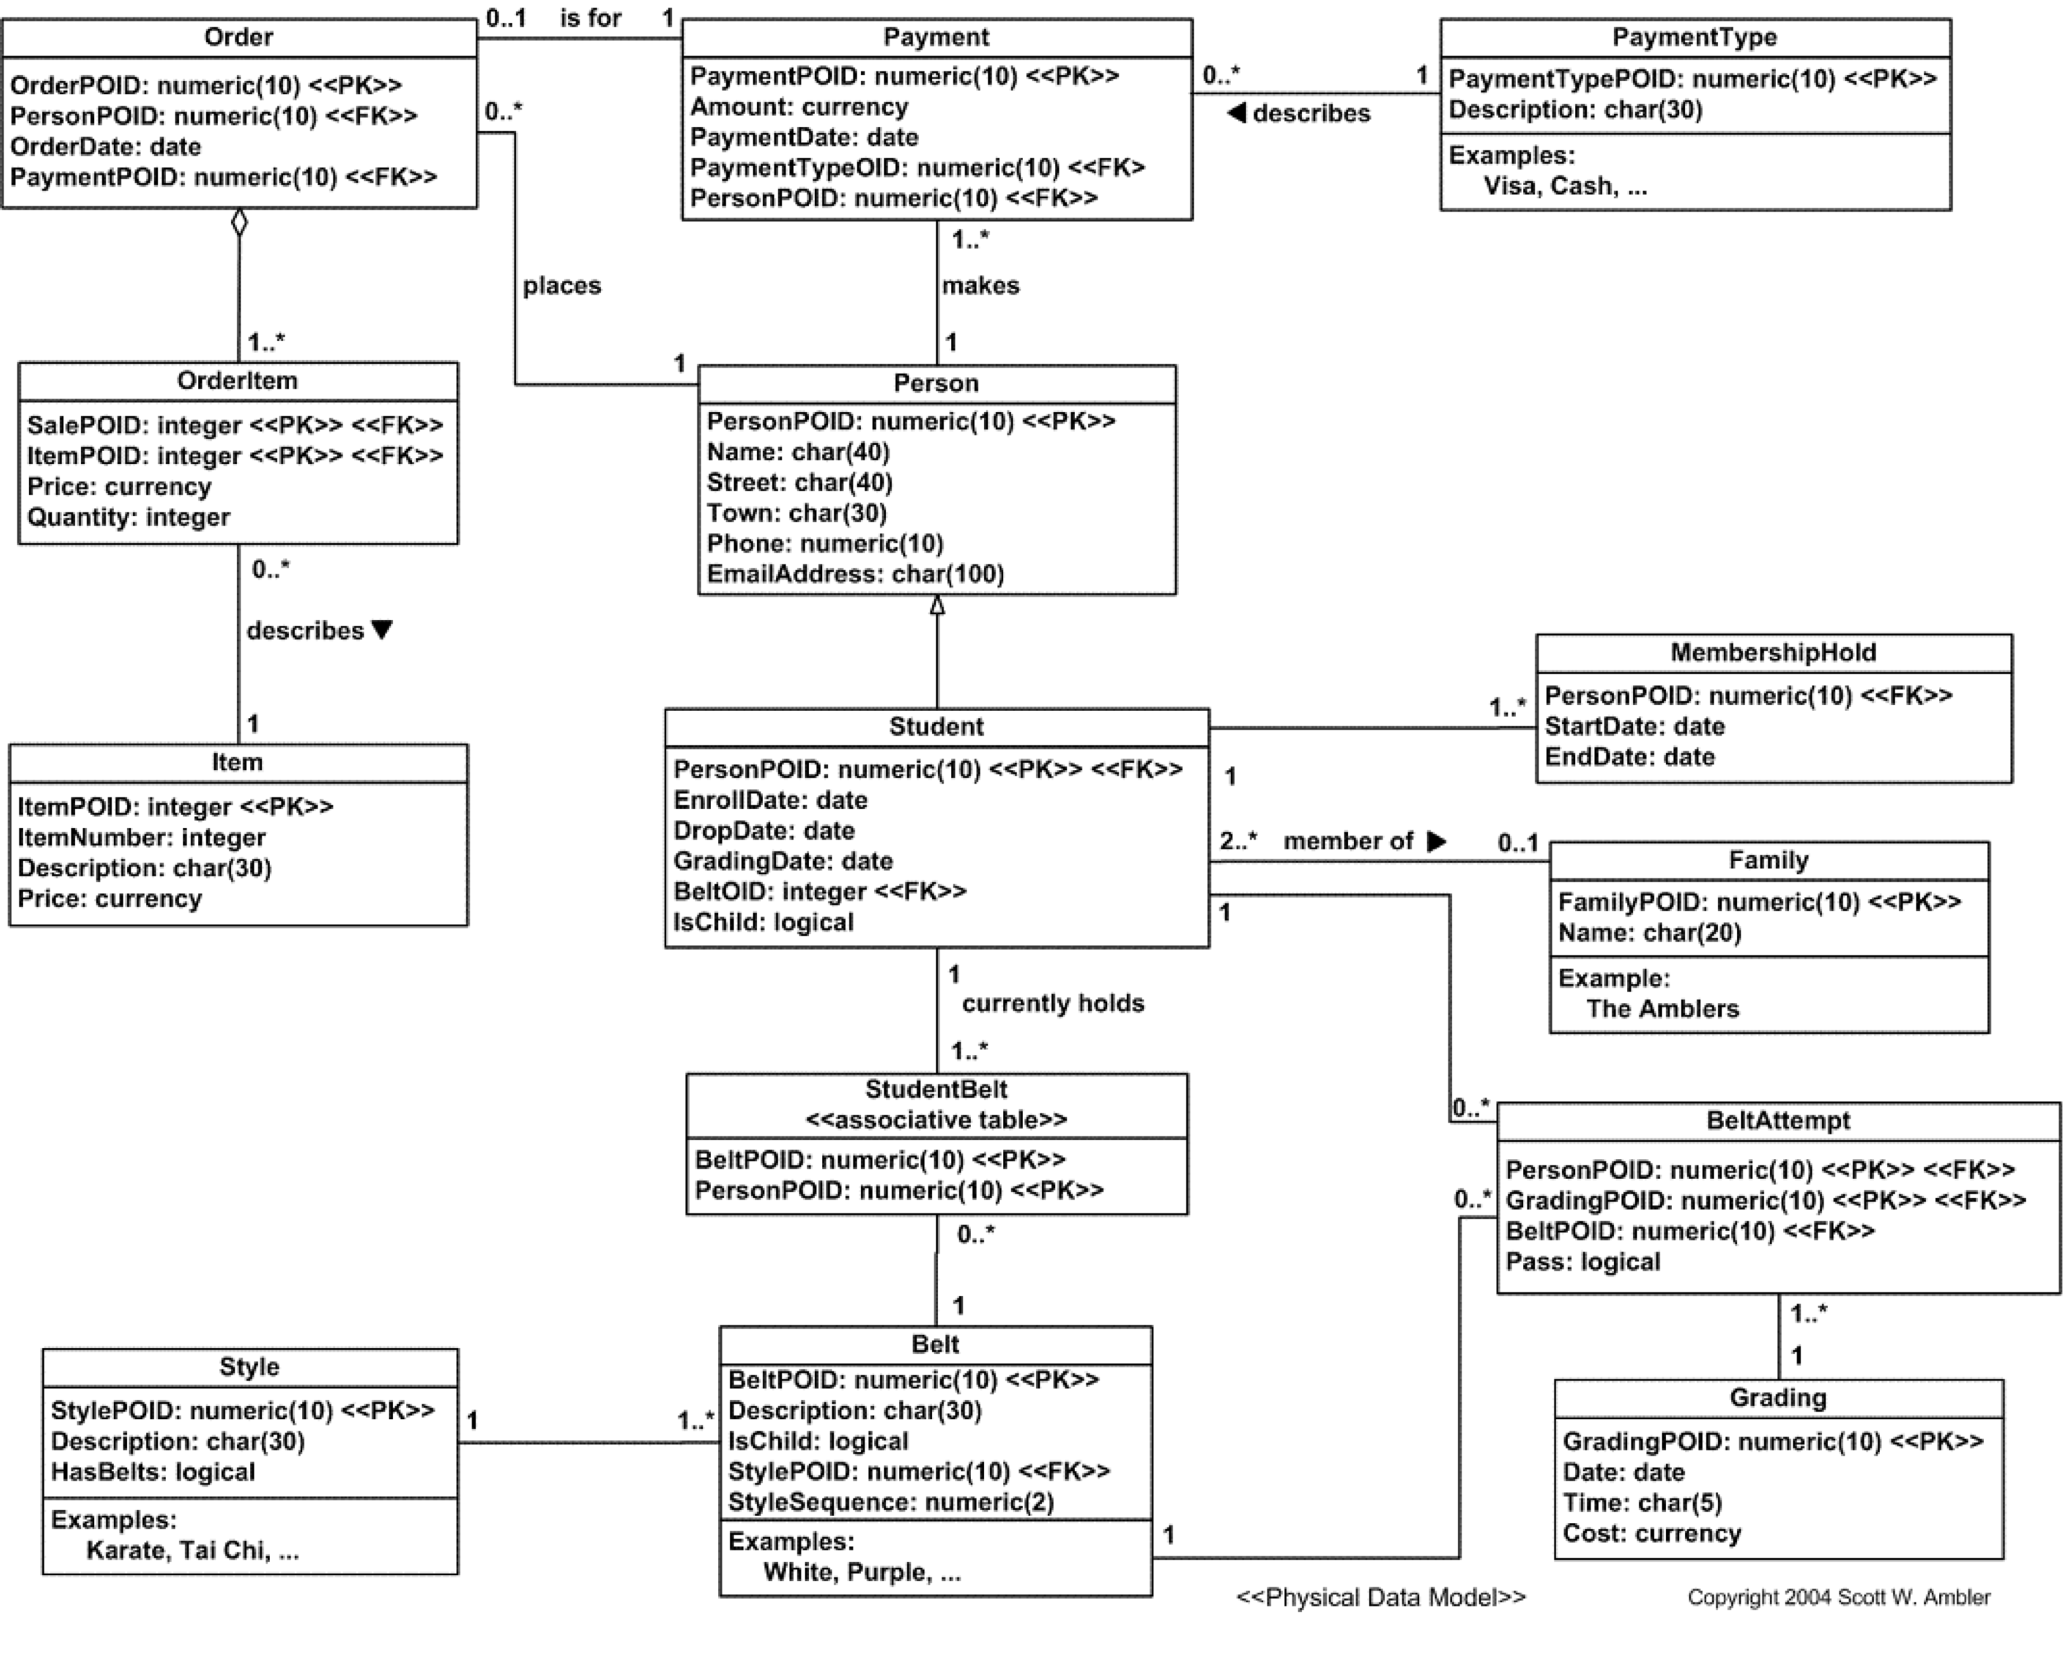 Order
OrderPOID: numeric(10) <<PK>>
PersonPOID: numeric(10) <<FK>>
OrderDate: date
PaymentPOID: numeric(10) <<FK>>
0..1 is for 1
Payment
PaymentPOID: numeric(10) <<PK>>
Amount: currency
PaymentDate: date
PaymentTypeOID: numeric(10) <<FK>
PersonPOID: numeric(10) <<FK>>
0..* 1
◀ describes
PaymentType
PaymentTypePOID: numeric(10) <<PK>>
Description: char(30)
Examples:
Visa, Cash, ...
0..*
places
1
1..*
makes
1
1..*
OrderItem
SalePOID: integer <<PK>> <<FK>>
ItemPOID: integer <<PK>> <<FK>>
Price: currency
Quantity: integer
0..*
describes ▼
1
Item
ItemPOID: integer <<PK>>
ItemNumber: integer
Description: char(30)
Price: currency
Person
PersonPOID: numeric(10) <<PK>>
Name: char(40)
Street: char(40)
Town: char(30)
Phone: numeric(10)
EmailAddress: char(100)
Student
PersonPOID: numeric(10) <<PK>> <<FK>>
EnrollDate: date
DropDate: date
GradingDate: date
BeltOID: integer <<FK>>
IsChild: logical
1..*
1
MembershipHold
PersonPOID: numeric(10) <<FK>>
StartDate: date
EndDate: date
2..* member of ▶ 0..1
Family
FamilyPOID: numeric(10) <<PK>>
Name: char(20)
Example:
The Amblers
1
0..*
1
currently holds
1..*
StudentBelt
<<associative table>>
BeltPOID: numeric(10) <<PK>>
PersonPOID: numeric(10) <<PK>>
0..*
1
BeltAttempt
PersonPOID: numeric(10) <<PK>> <<FK>>
GradingPOID: numeric(10) <<PK>> <<FK>>
BeltPOID: numeric(10) <<FK>>
Pass: logical
0..*
1..*
1
Style
StylePOID: numeric(10) <<PK>>
Description: char(30)
HasBelts: logical
Examples:
Karate, Tai Chi, ...
1 1..*
Belt
BeltPOID: numeric(10) <<PK>>
Description: char(30)
IsChild: logical
StylePOID: numeric(10) <<FK>>
StyleSequence: numeric(2)
Examples:
White, Purple, ...
1
Grading
GradingPOID: numeric(10) <<PK>>
Date: date
Time: char(5)
Cost: currency
<<Physical Data Model>>
Copyright 2004 Scott W. Ambler